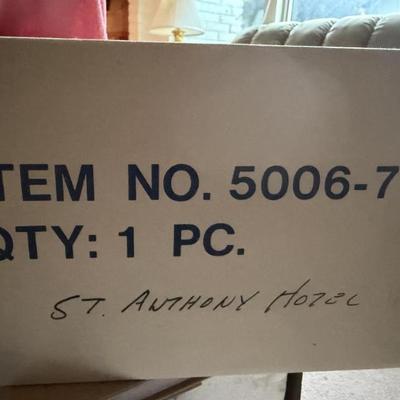 TEM NO. 5006-7
QTY: 1 PC.
ST. ANTHONY HOTEL